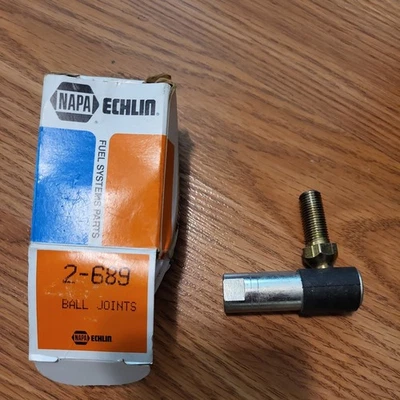 NAPA ECHLIN
FUEL SYSTEMS PARTS
2-689
BALL JOINTS
NAPA ECHLIN